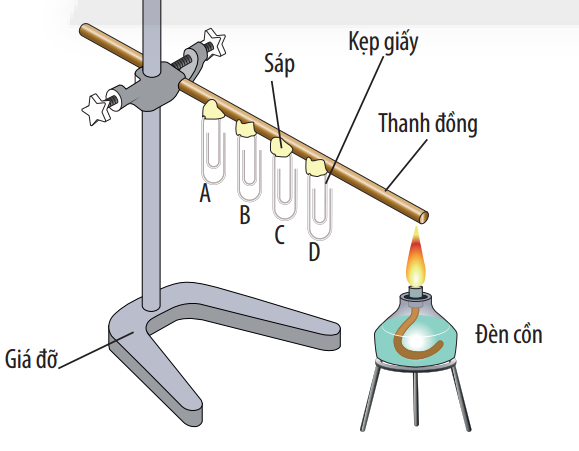 Kẹp giấy
Sáp
Thanh đồng
A
B
C
D
Đèn cồn
Giá đỡ